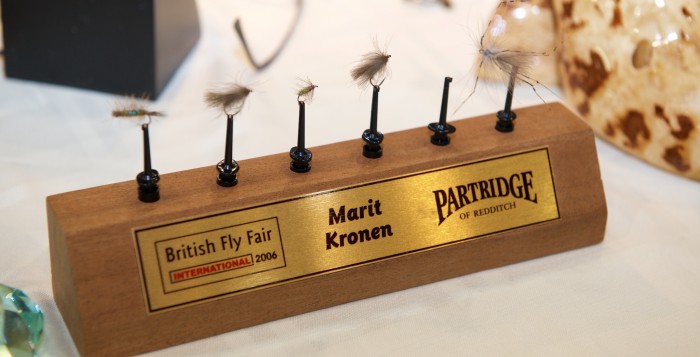 British Fly Fair
INTERNATIONAL 2006
Marit
Kronen
PARTRIDGE
OF REDDITCH